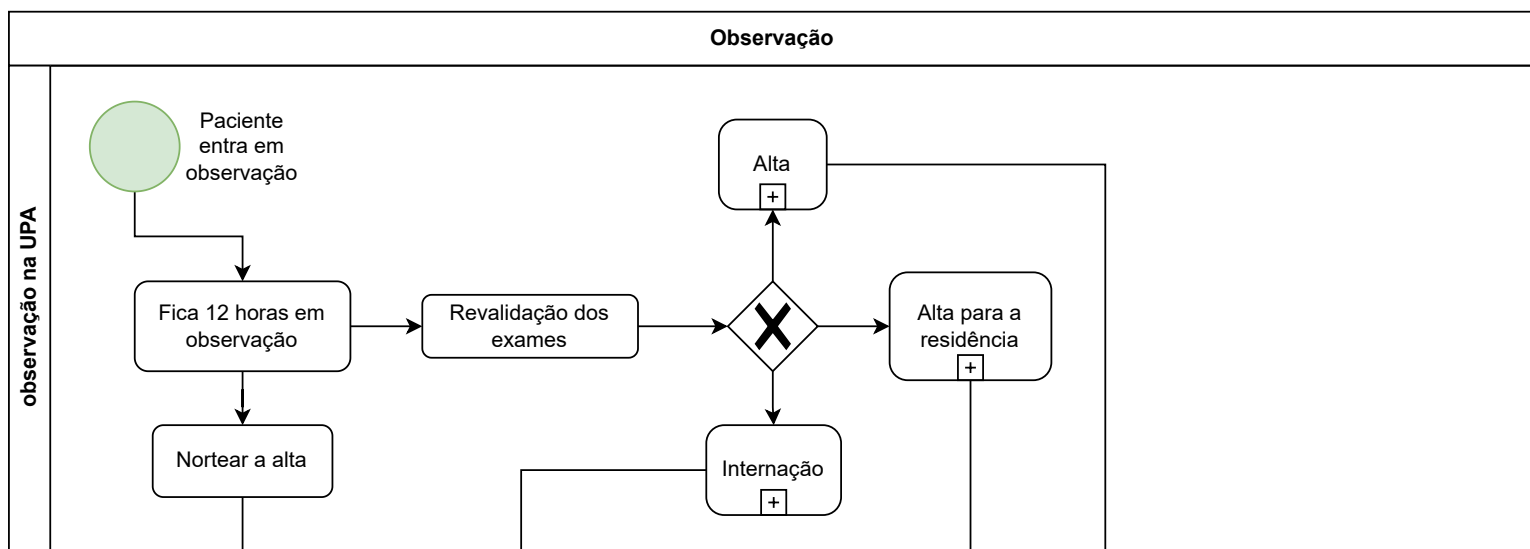 Observação
observação na UPA
Paciente
entra em
observação
Alta
+
Fica 12 horas em
observação
Revalidação dos
exames
Alta para a
residência
+
Nortear a alta
Internação
+